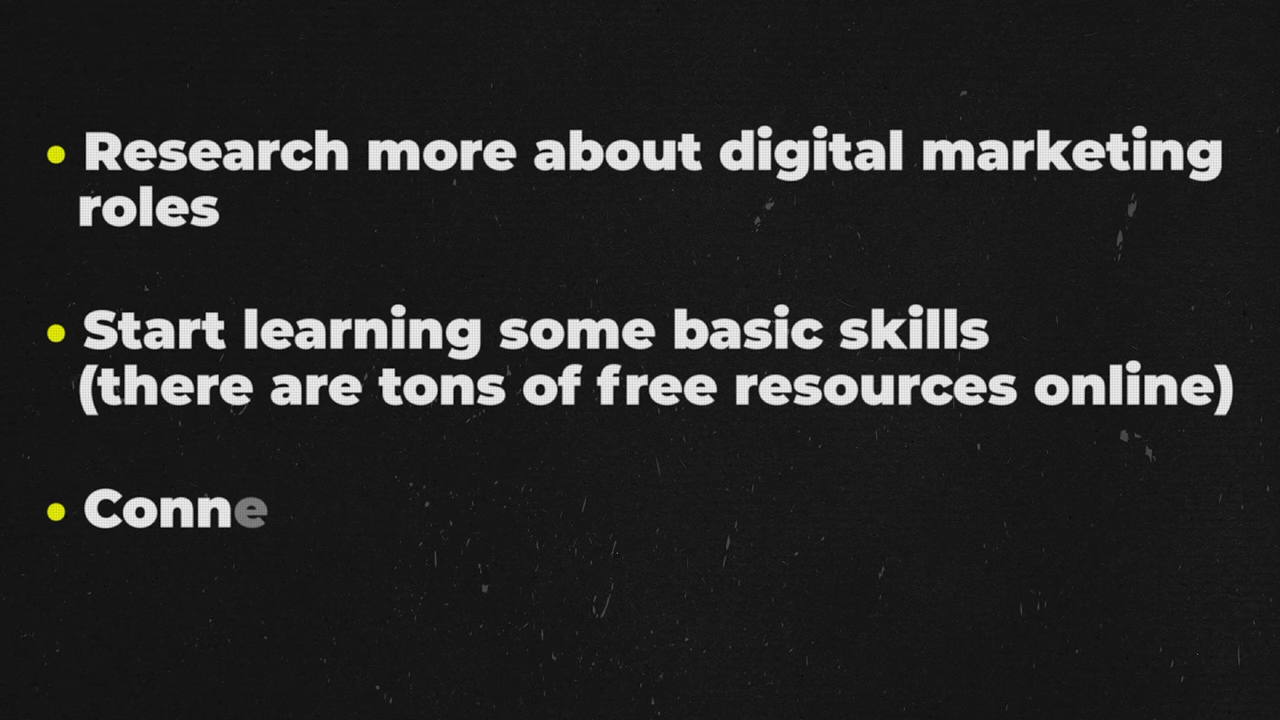 • Research more about digital marketing
roles
• Start learning some basic skills
(there are tons of free resources online)
• Conne